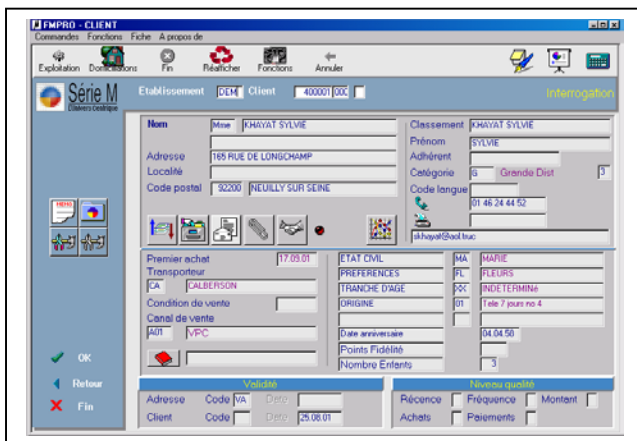 FMPRO - CLIENT
Commandes Fonctions Fiche A propos de
Exploitation Domiciliations Fin Réafficher Fonctions Annuler
Série M
L'Univers Clientèle
Etablissement DEM Client 400001 000
Interrogation
Nom Mme KHAYAT SYLVIE
Classement KHAYAT SYLVIE
Prénom SYLVIE
Adresse 165 RUE DE LONGCHAMP
Adhérent
Localité
Catégorie G Grande Dist 3
Code postal 92200 NEUILLY SUR SEINE
Code langue
01 46 24 44 52
skhayat@aol.truc
MEMO
Premier achat 17.09.01
ETAT CIVIL MA MARIE
Transporteur
PREFERENCES FL FLEURS
CA CALBERSON
TRANCHE D'AGE XX INDETERMINé
Condition de vente
ORIGINE 01 Tele 7 jours no 4
Canal de vente
A01 VPC
Date anniversaire 04.04.58
Points Fidélité
Nombre Enfants 3
OK
Retour
Fin
Validité
Niveau qualité
Adresse Code VA Date
Récence Fréquence Montant
Client Code Date 25.08.01
Achats Paiements